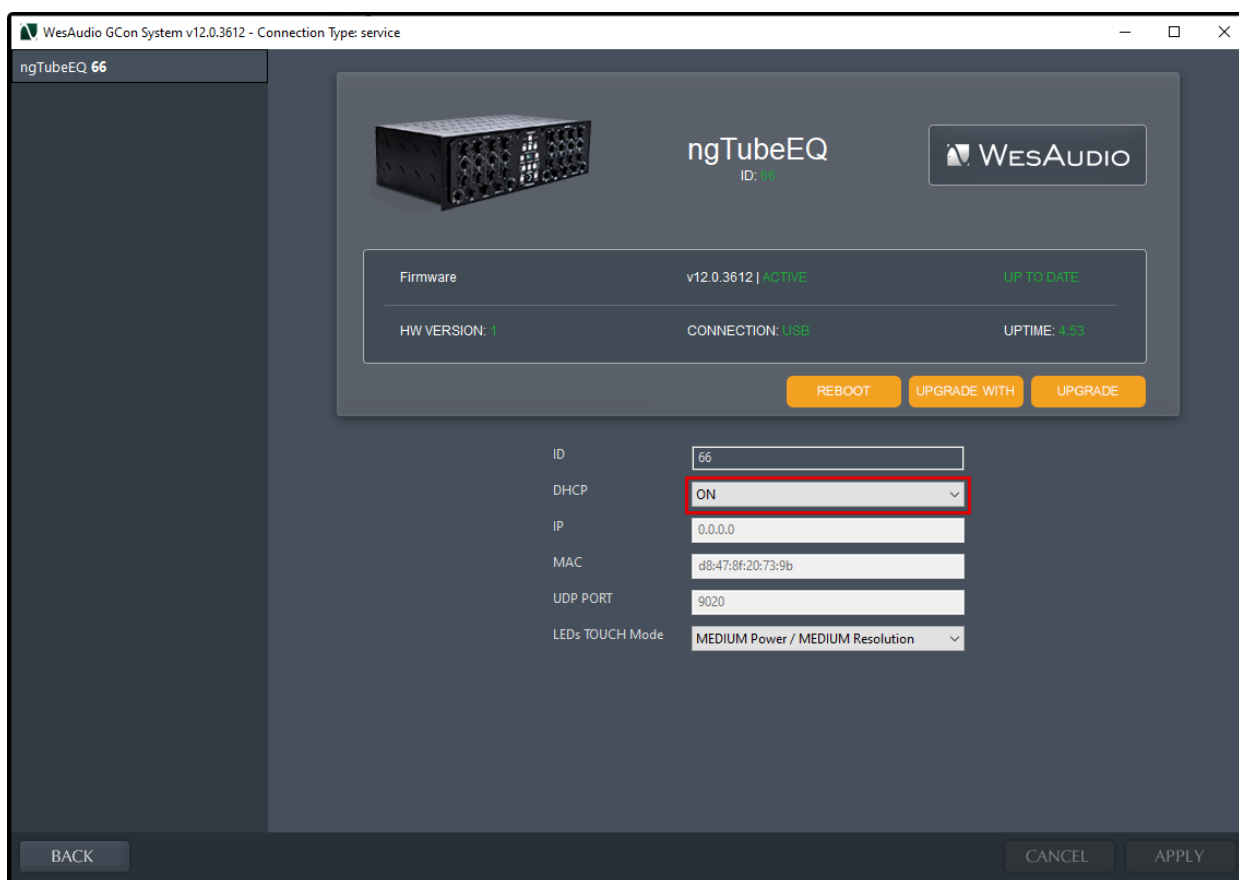 WesAudio GCon System v12.0.3612 - Connection Type: service
ngTubeEQ 66
ngTubeEQ
ID: 66
WESAUDIO
Firmware
v12.0.3612 | ACTIVE
UP TO DATE
HW VERSION: 1
CONNECTION: USB
UPTIME: 4:53
REBOOT
UPGRADE WITH
UPGRADE
ID
66
DHCP
ON
IP
0.0.0.0
MAC
d8:47:8f:20:73:9b
UDP PORT
9020
LEDs TOUCH Mode
MEDIUM Power / MEDIUM Resolution
BACK
CANCEL
APPLY